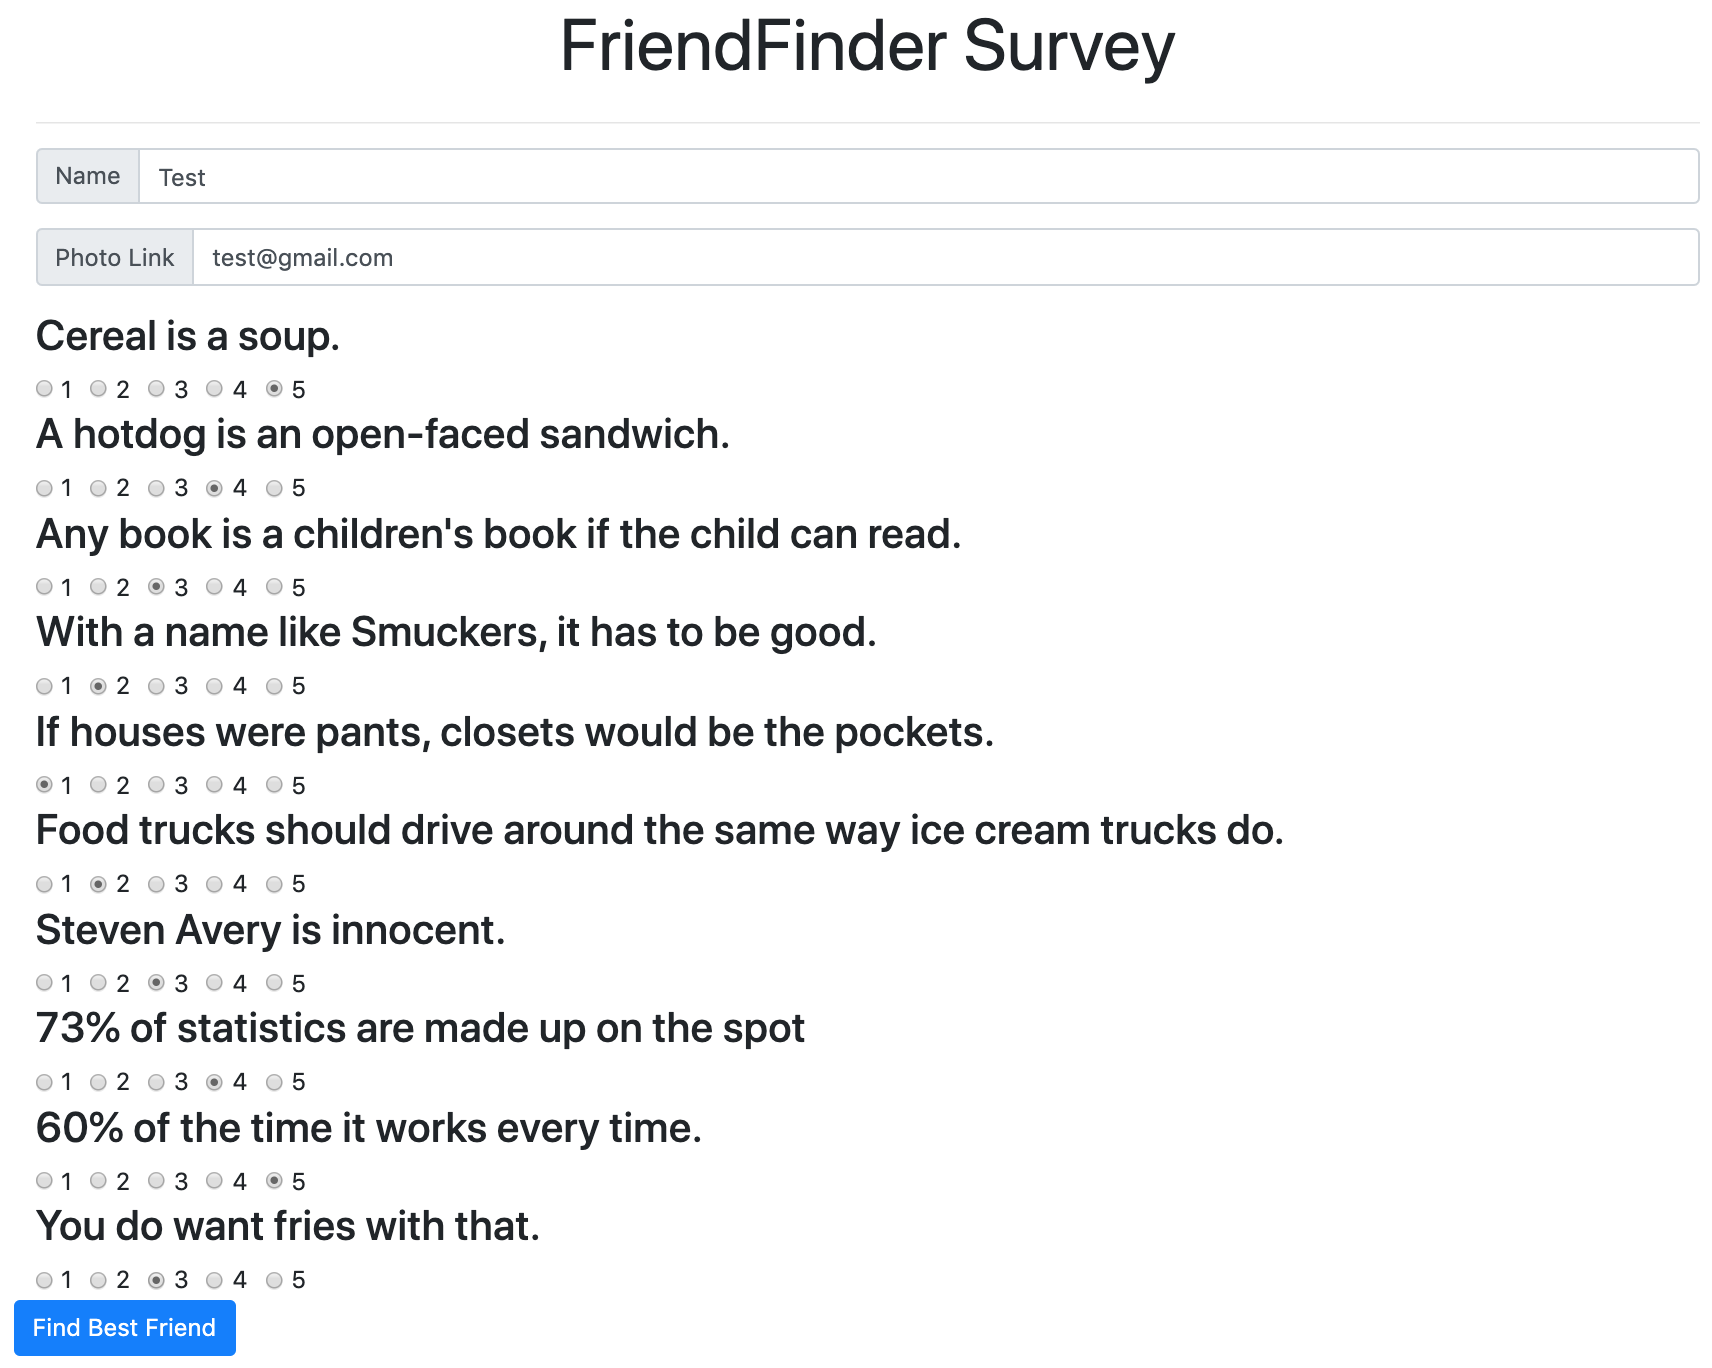 FriendFinder Survey
Name Test
Photo Link test@gmail.com
Cereal is a soup.
1 2 3 4 5
A hotdog is an open-faced sandwich.
1 2 3 4 5
Any book is a children's book if the child can read.
1 2 3 4 5
With a name like Smuckers, it has to be good.
1 2 3 4 5
If houses were pants, closets would be the pockets.
1 2 3 4 5
Food trucks should drive around the same way ice cream trucks do.
1 2 3 4 5
Steven Avery is innocent.
1 2 3 4 5
73% of statistics are made up on the spot
1 2 3 4 5
60% of the time it works every time.
1 2 3 4 5
You do want fries with that.
1 2 3 4 5
Find Best Friend